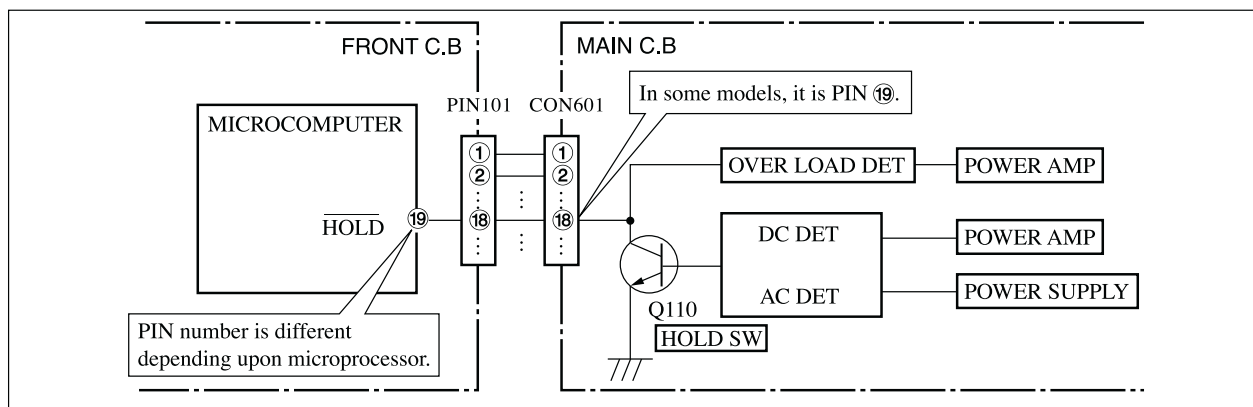 FRONT C.B
MAIN C.B
In some models, it is PIN ⑲.
PIN101
CON601
MICROCOMPUTER
① ①
② ②
HOLD ⑲ ⑱ ⑱
OVER LOAD DET
POWER AMP
DC DET
POWER AMP
AC DET
POWER SUPPLY
Q110
HOLD SW
PIN number is different
depending upon microprocessor.